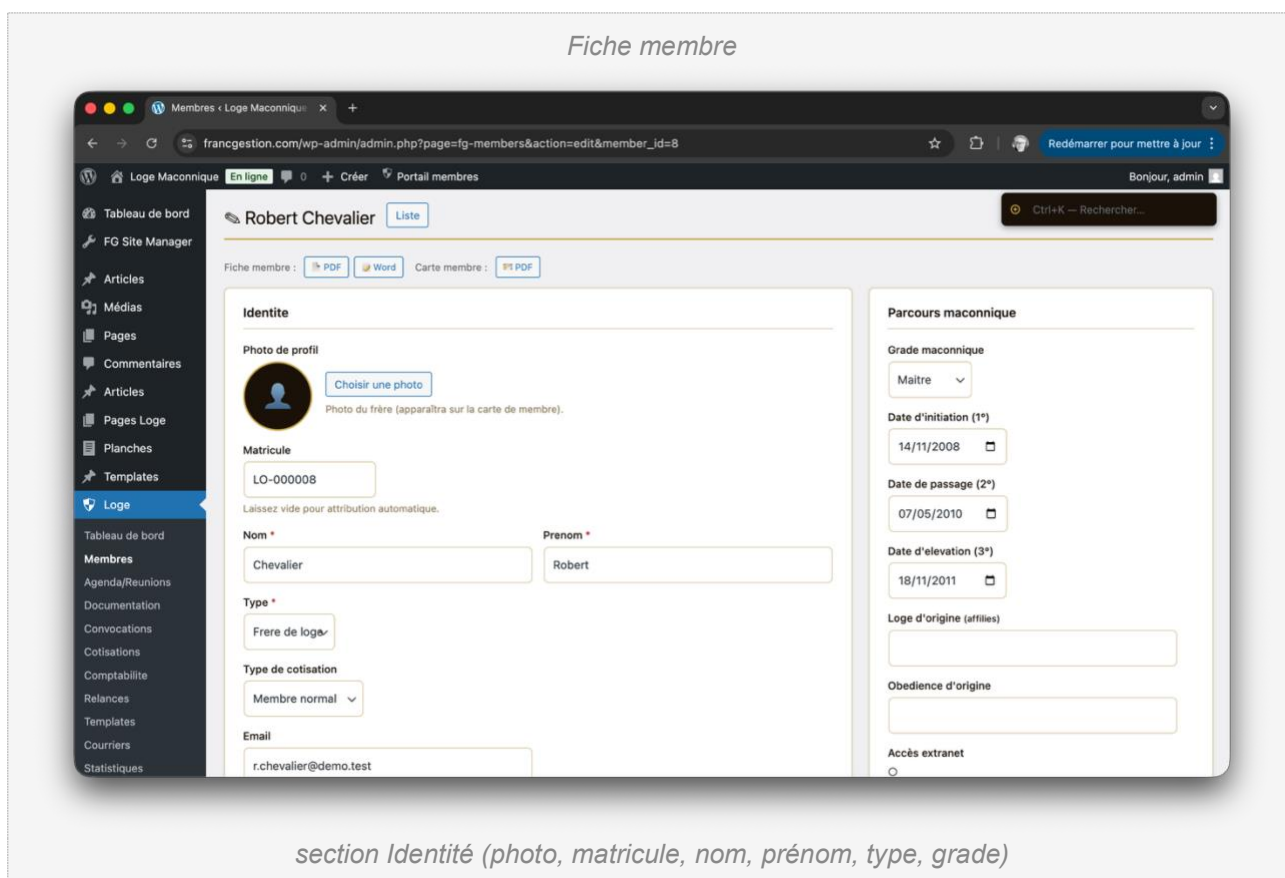 Fiche membre
Membres ‹ Loge Maconnique
francgestion.com/wp-admin/admin.php?page=fg-members&action=edit&member_id=8
Redémarrer pour mettre à jour
Loge Maconnique En ligne 0 + Créer Portail membres
Bonjour, admin
Tableau de bord
FG Site Manager
Articles
Médias
Pages
Commentaires
Articles
Pages Loge
Planches
Templates
Loge
Tableau de bord
Membres
Agenda/Reunions
Documentation
Convocations
Cotisations
Comptabilite
Relances
Templates
Courriers
Statistiques
Robert Chevalier Liste
Ctrl+K — Rechercher...
Fiche membre : PDF Word Carte membre : PDF
Identite
Photo de profil
Choisir une photo
Photo du frère (apparaîtra sur la carte de membre).
Matricule
LO-000008
Laissez vide pour attribution automatique.
Nom * Prenom *
Chevalier Robert
Type *
Frere de loge
Type de cotisation
Membre normal
Email
r.chevalier@demo.test
Parcours maconnique
Grade maconnique
Maitre
Date d'initiation (1º)
14/11/2008
Date de passage (2º)
07/05/2010
Date d'elevation (3º)
18/11/2011
Loge d'origine (affilies)
Obedience d'origine
Accès extranet
section Identité (photo, matricule, nom, prénom, type, grade)